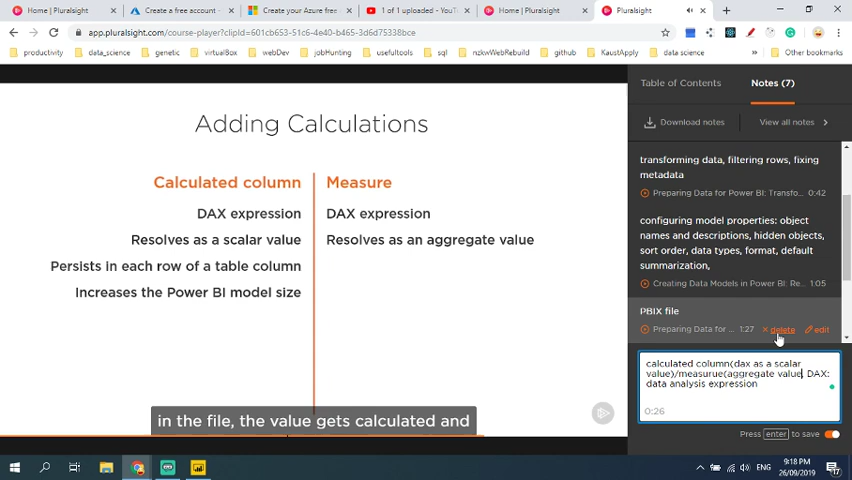 Home | Pluralsight
Create a free account -
Create your Azure free
1 of 1 uploaded - YouT
Home | Pluralsight
Pluralsight
app.pluralsight.com/course-player?clipId=601cb653-51c6-4e40-b465-3d6d75338bce
productivity
data_science
genetic
virtualBox
webDev
jobHunting
usefultools
sql
nzkwWebRebuild
github
KaustApply
data science
Other bookmarks
Adding Calculations
Calculated column
DAX expression
Resolves as a scalar value
Persists in each row of a table column
Increases the Power BI model size
Measure
DAX expression
Resolves as an aggregate value
in the file, the value gets calculated and
Table of Contents
Notes (7)
Download notes
View all notes
transforming data, filtering rows, fixing
metadata
Preparing Data for Power BI: Transfo...
0:42
configuring model properties: object
names and descriptions, hidden objects,
sort order, data types, format, default
summarization,
Creating Data Models in Power BI: Re...
1:05
PBIX file
Preparing Data for ...
1:27
delete
edit
calculated column(dax as a scalar
value)/measurue(aggregate value, DAX:
data analysis expression
0:26
Press enter to save
ENG
9:18 PM
26/09/2019
17